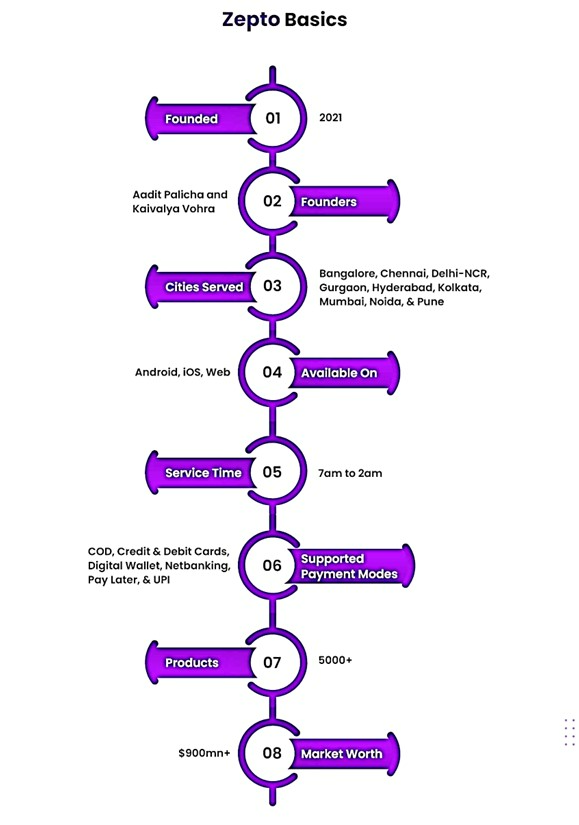 Zepto Basics
Founded
01
2021
Aadit Palicha and
Kaivalya Vohra
02
Founders
Cities Served
03
Bangalore, Chennai, Delhi-NCR,
Gurgaon, Hyderabad, Kolkata,
Mumbai, Noida, & Pune
Android, iOS, Web
04
Available On
Service Time
05
7am to 2am
COD, Credit & Debit Cards,
Digital Wallet, Netbanking,
Pay Later, & UPI
06
Supported
Payment Modes
Products
07
5000+
$900mn+
08
Market Worth